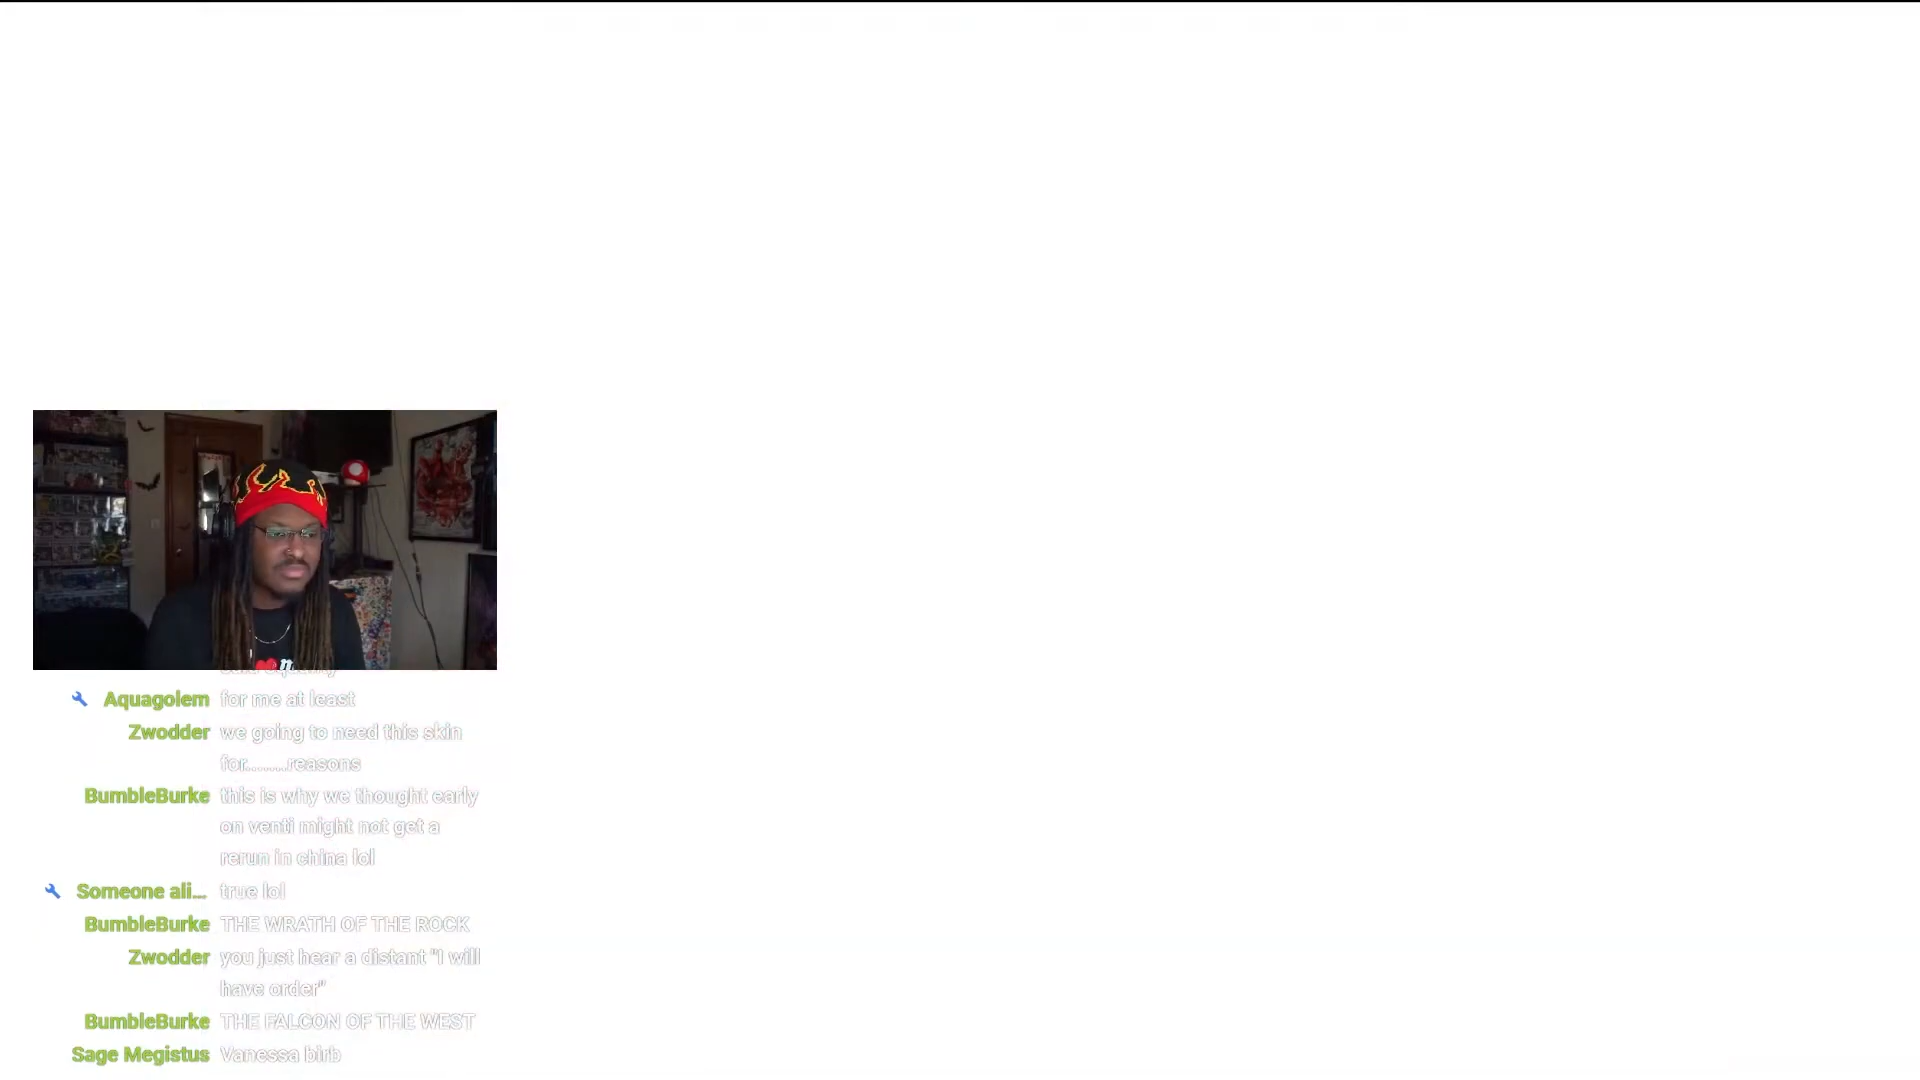 Aquagolem for me at least
Zwodder we going to need this skin
for........reasons
BumbleBurke this is why we thought early
on venti might not get a
rerun in china lol
Someone ali... true lol
BumbleBurke THE WRATH OF THE ROCK
Zwodder you just hear a distant "I will
have order"
BumbleBurke THE FALCON OF THE WEST
Sage Megistus Vanessa birb